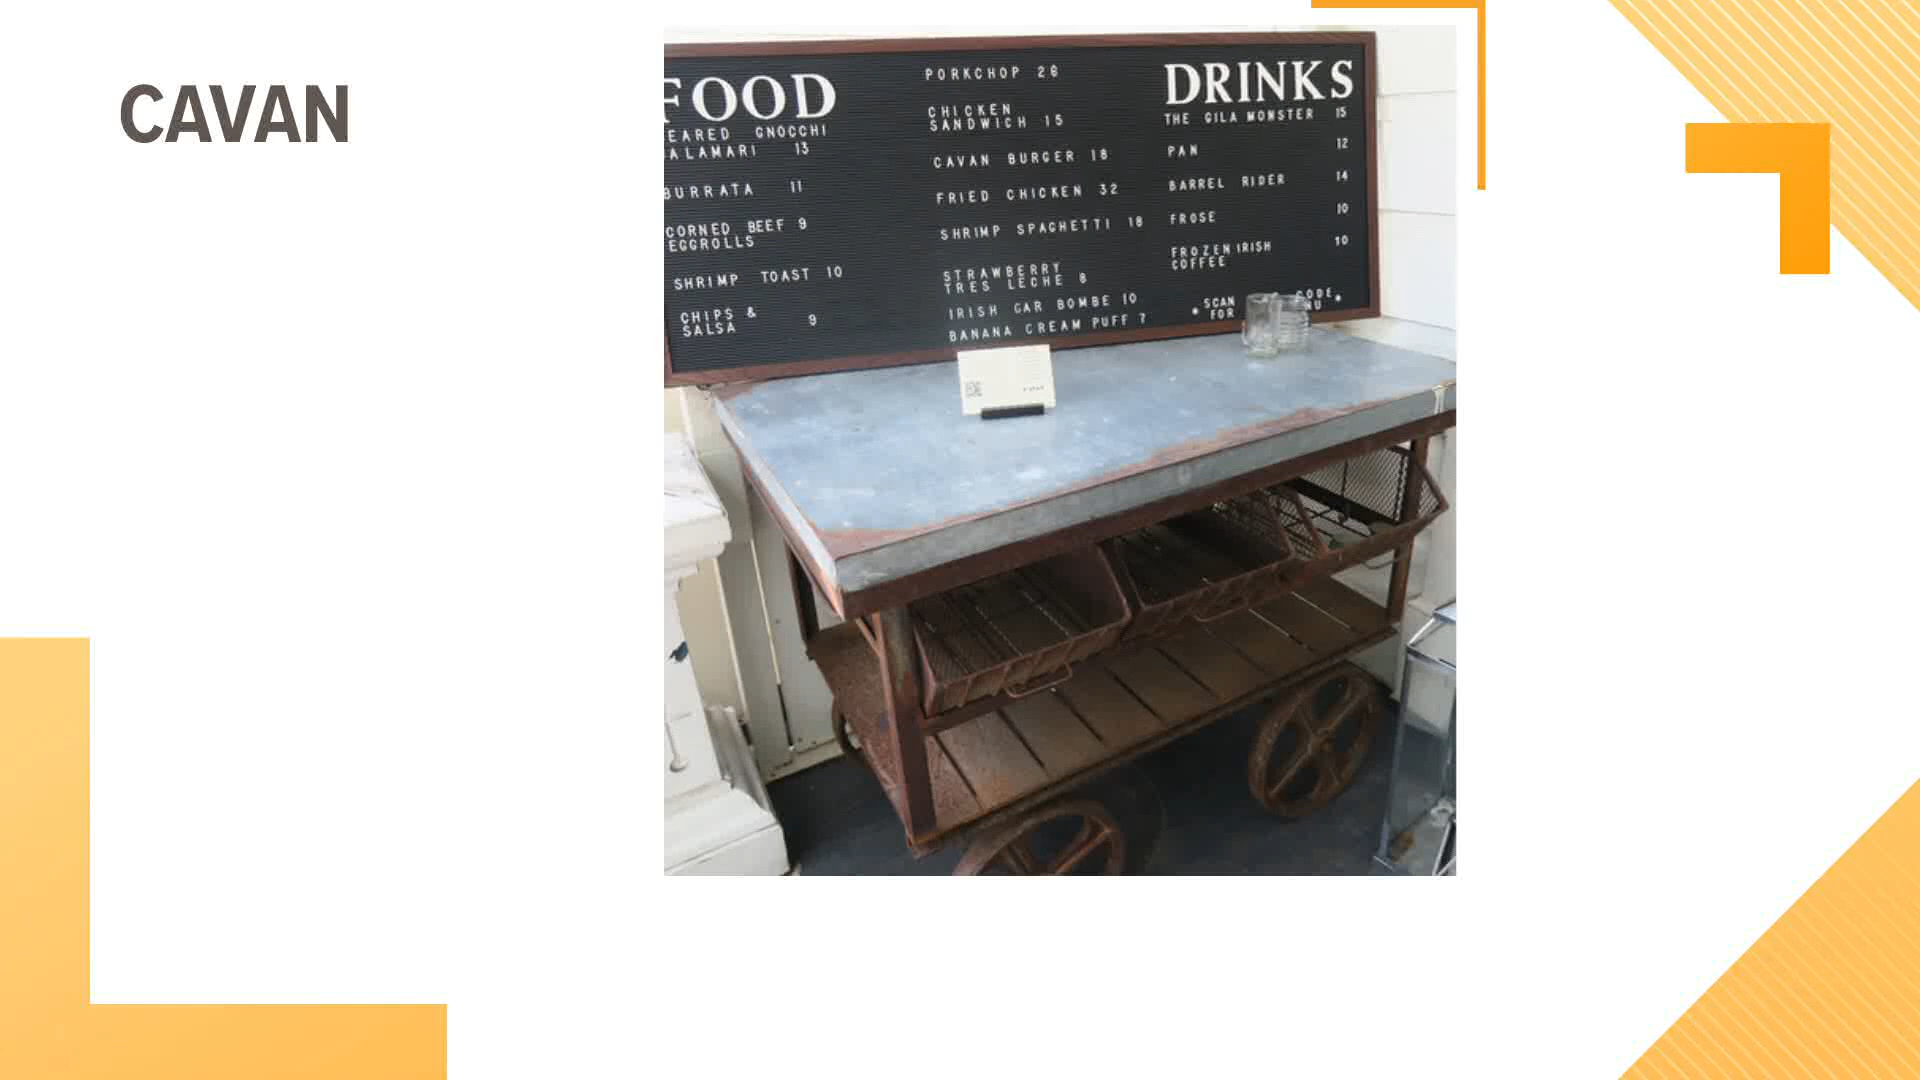 CAVAN
FOOD
EARED GNOCCHI
ALAMARI 13
BURRATA 11
CORNED BEEF 9
EGGROLLS
SHRIMP TOAST 10
CHIPS &
SALSA 9
PORKCHOP 26
CHICKEN
SANDWICH 15
CAVAN BURGER 18
FRIED CHICKEN 32
SHRIMP SPAGHETTI 18
STRAWBERRY
TRES LECHE 8
IRISH CAR BOMBE 10
BANANA CREAM PUFF 7
DRINKS
THE GILA MONSTER 15
PAN 12
BARREL RIDER 14
FROSE 10
FROZEN IRISH 10
COFFEE
* SCAN CODE *
FOR NU